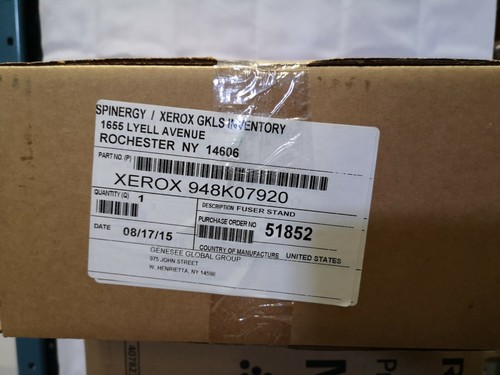 SPINERGY / XEROX GKLS INVENTORY
1655 LYELL AVENUE
ROCHESTER NY 14606
PART NO. (P)
XEROX 948K07920
QUANTITY (Q) 1
DESCRIPTION FUSER STAND
PURCHASE ORDER NO 51852
DATE 08/17/15
COUNTRY OF MANUFACTURE UNITED STATES
GENESEE GLOBAL GROUP
975 JOHN STREET
W. HENRIETTA, NY 14586